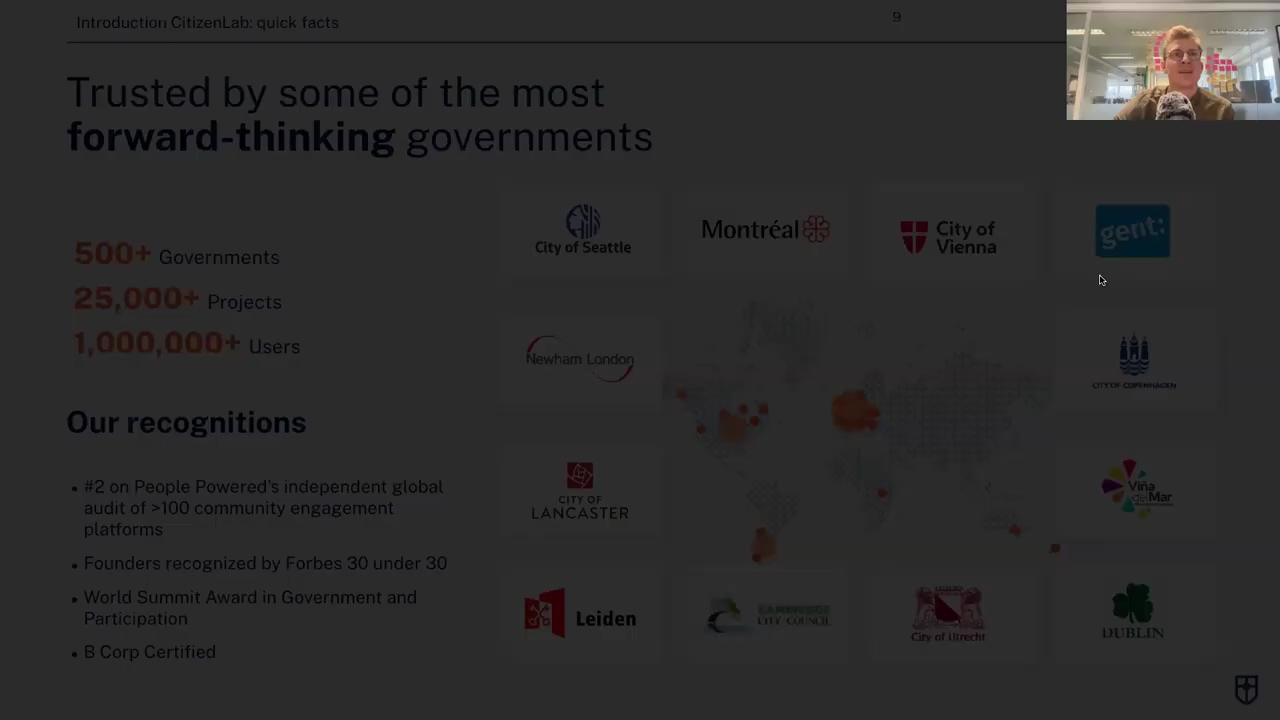 Introduction CitizenLab: quick facts
9
Trusted by some of the most
forward-thinking governments
500+ Governments
25,000+ Projects
1,000,000+ Users
Our recognitions
• #2 on People Powered's independent global
audit of >100 community engagement
platforms
• Founders recognized by Forbes 30 under 30
• World Summit Award in Government and
Participation
• B Corp Certified
City of Seattle
Montréal
City of
Vienna
gent:
Newham London
CITY OF COPENHAGEN
CITY OF
LANCASTER
Viña
del Mar
Leiden
CAMBRIDGE
CITY COUNCIL
City of Utrecht
DUBLIN